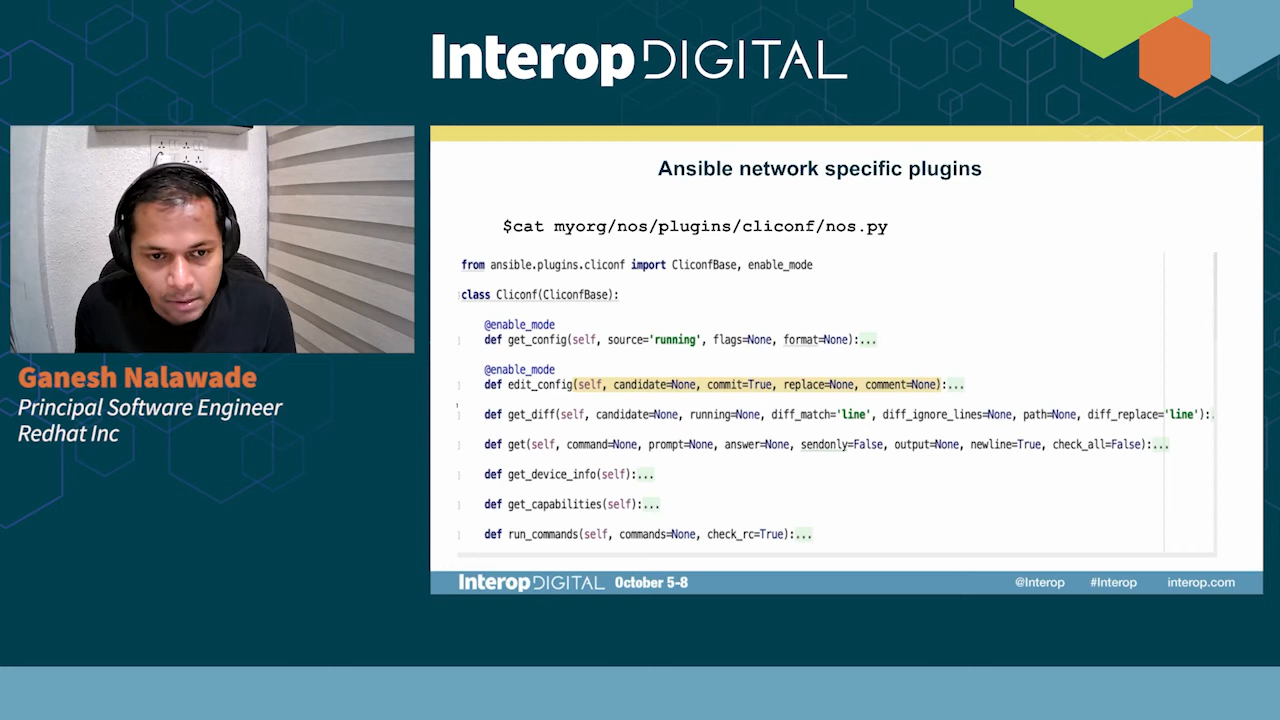 Interop DIGITAL
Ganesh Nalawade
Principal Software Engineer
Redhat Inc
Ansible network specific plugins
$cat myorg/nos/plugins/cliconf/nos.py
from ansible.plugins.cliconf import CliconfBase, enable_mode
class Cliconf(CliconfBase):
@enable_mode
def get_config(self, source='running', flags=None, format=None):...
@enable_mode
def edit_config(self, candidate=None, commit=True, replace=None, comment=None):...
def get_diff(self, candidate=None, running=None, diff_match='line', diff_ignore_lines=None, path=None, diff_replace='line'):.
def get(self, command=None, prompt=None, answer=None, sendonly=False, output=None, newline=True, check_all=False):...
def get_device_info(self):...
def get_capabilities(self):...
def run_commands(self, commands=None, check_rc=True):...
Interop DIGITAL October 5-8 @Interop #Interop interop.com